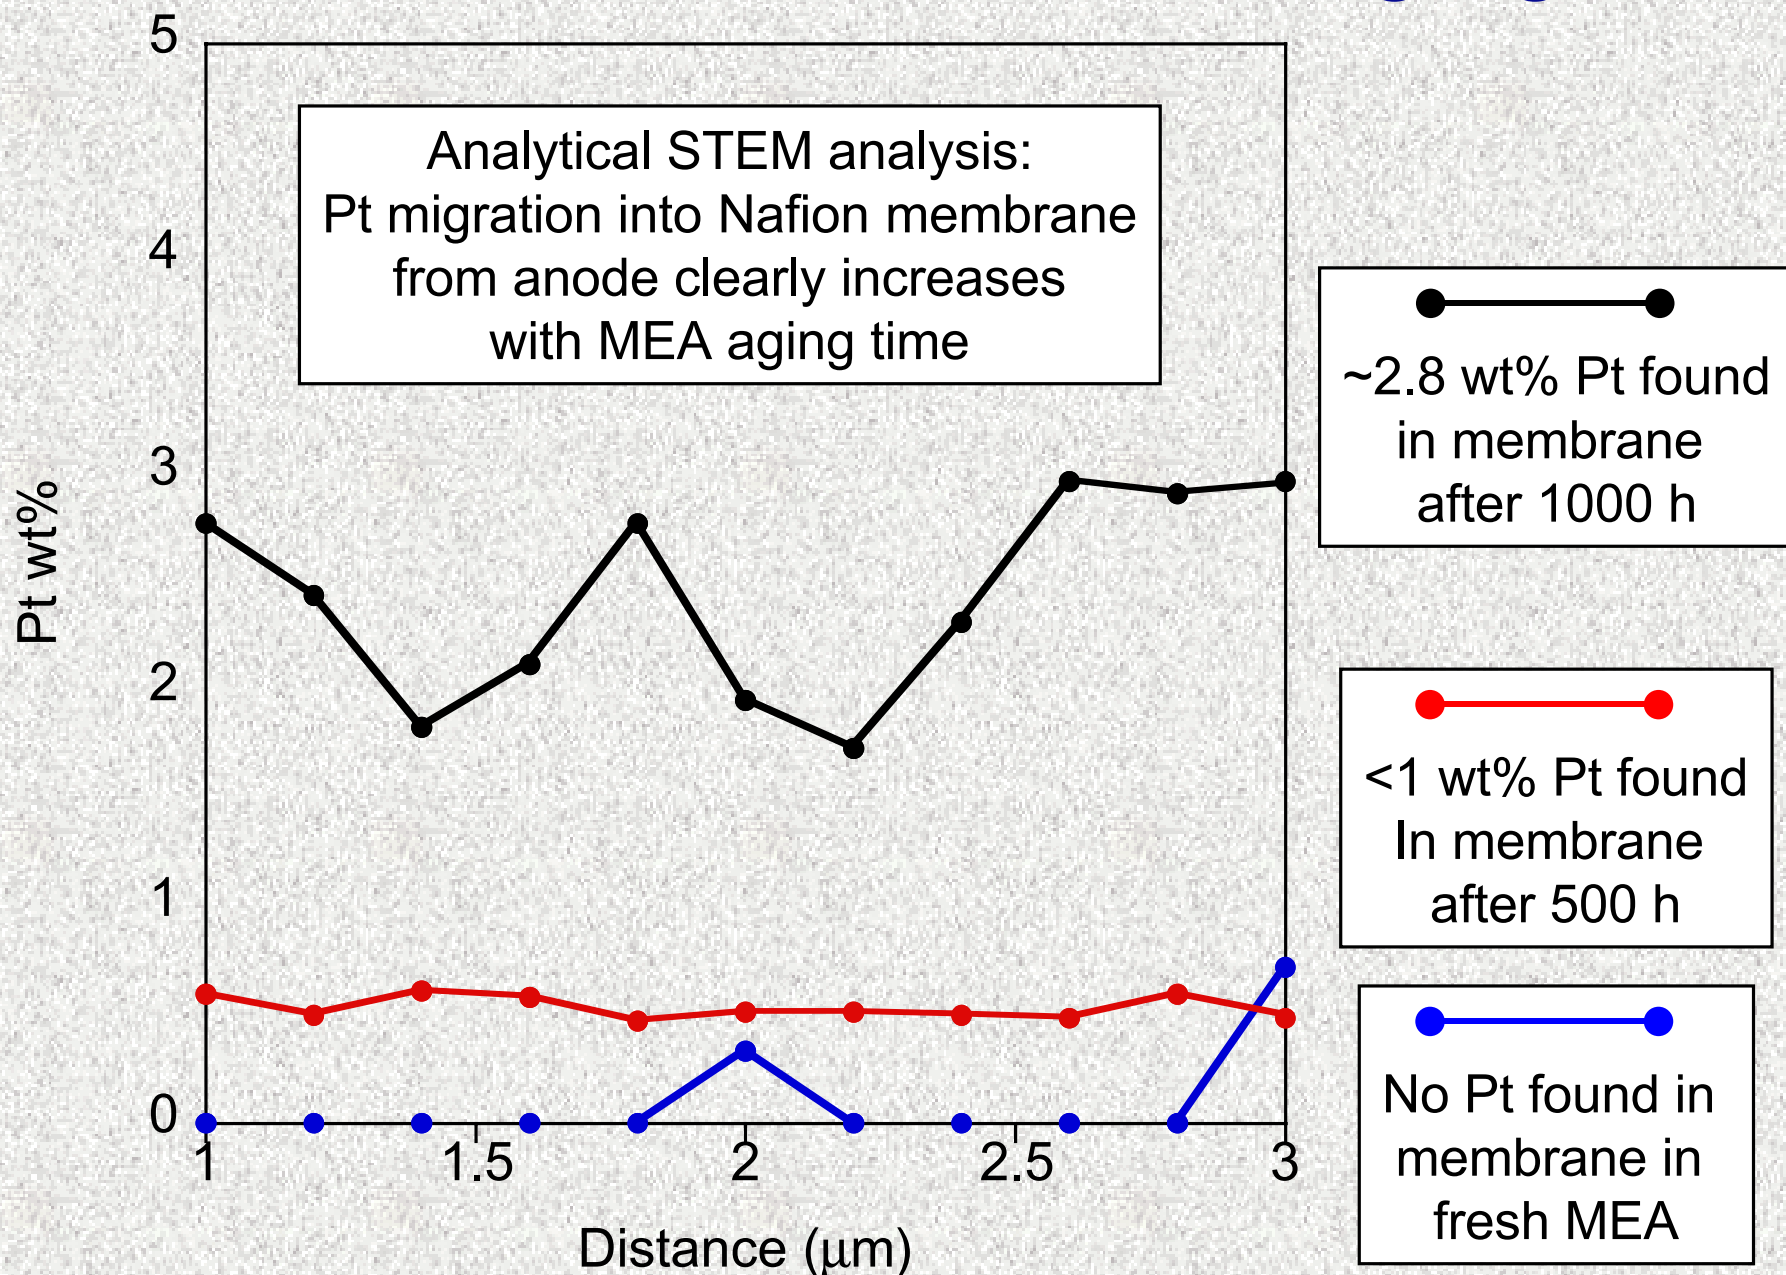 5
Analytical STEM analysis:
Pt migration into Nafion membrane
from anode clearly increases
with MEA aging time
4
3
2
1
0
Pt wt%
1 1.5 2 2.5 3
Distance (μm)
~2.8 wt% Pt found
in membrane
after 1000 h
<1 wt% Pt found
In membrane
after 500 h
No Pt found in
membrane in
fresh MEA